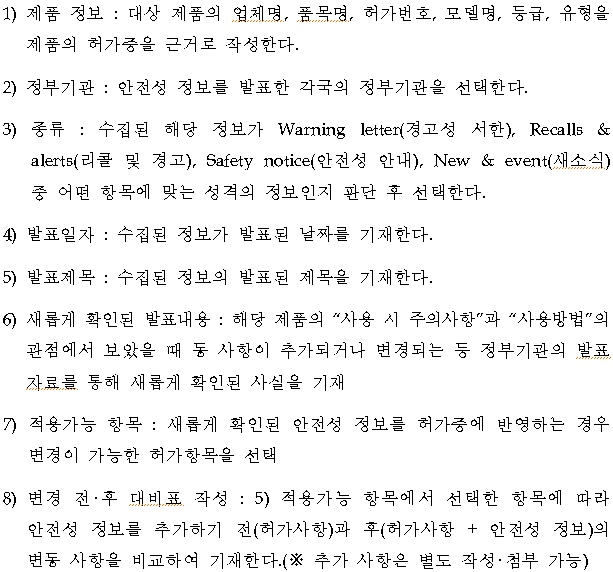 1) 제품 정보 : 대상 제품의 업체명, 품목명, 허가번호, 모델명, 등급, 유형을
제품의 허가증을 근거로 작성한다.
2) 정부기관 : 안전성 정보를 발표한 각국의 정부기관을 선택한다.
3) 종류 : 수집된 해당 정보가 Warning letter(경고성 서한), Recalls &
alerts(리콜 및 경고), Safety notice(안전성 안내), New & event(새소식)
중 어떤 항목에 맞는 성격의 정보인지 판단 후 선택한다.
4) 발표일자 : 수집된 정보가 발표된 날짜를 기재한다.
5) 발표제목 : 수집된 정보의 발표된 제목을 기재한다.
6) 새롭게 확인된 발표내용 : 해당 제품의 “사용 시 주의사항”과 “사용방법”의
관점에서 보았을 때 동 사항이 추가되거나 변경되는 등 정부기관의 발표
자료를 통해 새롭게 확인된 사실을 기재
7) 적용가능 항목 : 새롭게 확인된 안전성 정보를 허가증에 반영하는 경우
변경이 가능한 허가항목을 선택
8) 변경 전·후 대비표 작성 : 5) 적용가능 항목에서 선택한 항목에 따라
안전성 정보를 추가하기 전(허가사항)과 후(허가사항 + 안전성 정보)의
변동 사항을 비교하여 기재한다.(※ 추가 사항은 별도 작성·첨부 가능)